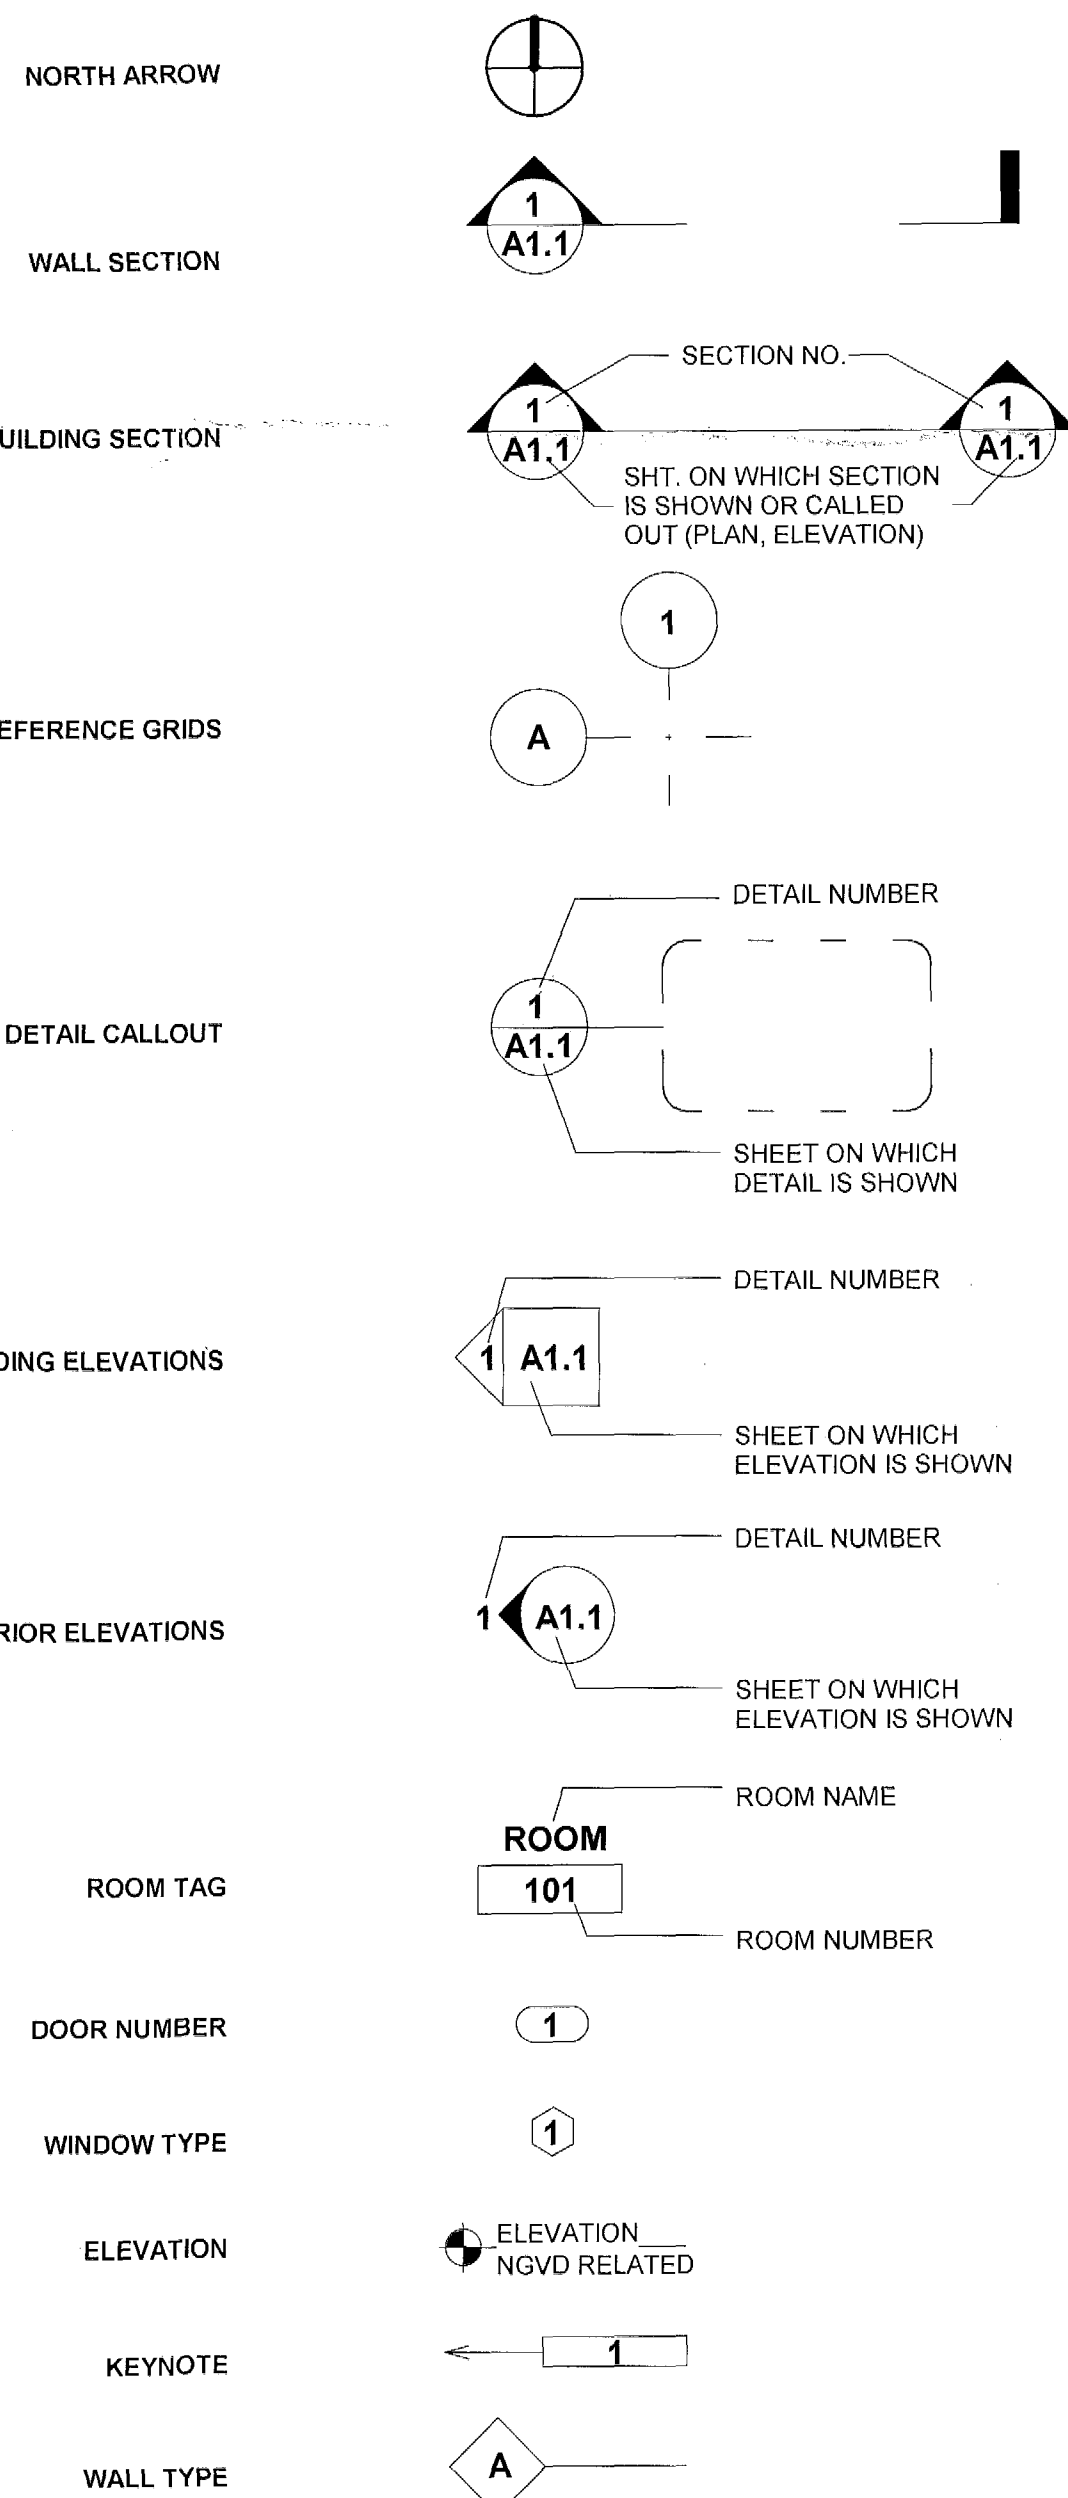 NORTH ARROW
1
A1.1
WALL SECTION
SECTION NO.
1
1
UILDING SECTION
A1.1
A1.1
SHT. ON WHICH SECTION
IS SHOWN OR CALLED
OUT (PLAN, ELEVATION)
1
EFERENCE GRIDS
A
DETAIL NUMBER
1
DETAIL CALLOUT
A1.1
SHEET ON WHICH
DETAIL IS SHOWN
DETAIL NUMBER
DING ELEVATIONS
1 A1.1
SHEET ON WHICH
ELEVATION IS SHOWN
DETAIL NUMBER
RIOR ELEVATIONS
1 A1.1
SHEET ON WHICH
ELEVATION IS SHOWN
ROOM NAME
ROOM
ROOM TAG
101
ROOM NUMBER
DOOR NUMBER
1
WINDOW TYPE
1
ELEVATION
ELEVATION
NGVD RELATED
KEYNOTE
1
WALL TYPE
A